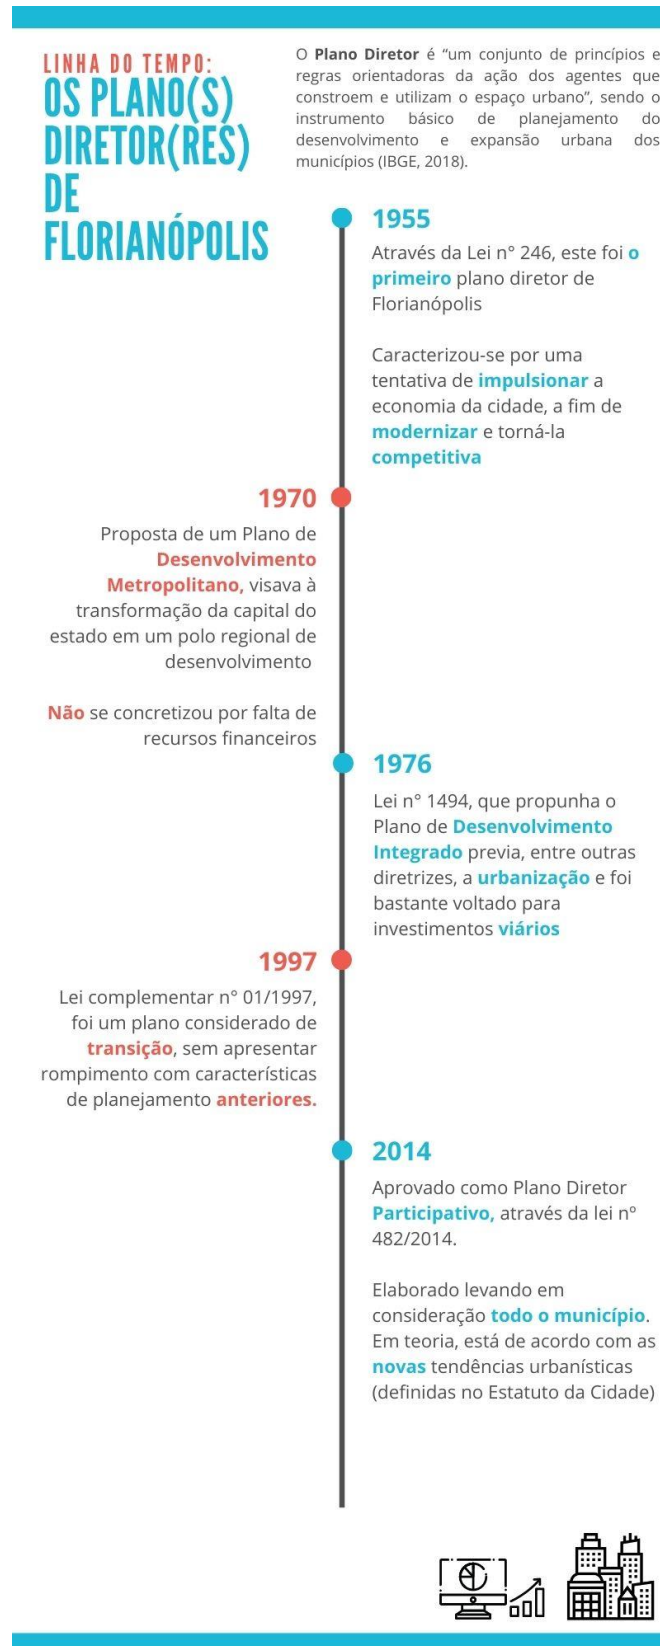 LINHA DO TEMPO:
OS PLANO(S)
DIRETOR(RES)
DE
FLORIANÓPOLIS
O Plano Diretor é “um conjunto de princípios e
regras orientadoras da ação dos agentes que
constroem e utilizam o espaço urbano”, sendo o
instrumento básico de planejamento do
desenvolvimento e expansão urbana dos
municípios (IBGE, 2018).
1955
Através da Lei n° 246, este foi o
primeiro plano diretor de
Florianópolis
Caracterizou-se por uma
tentativa de impulsionar a
economia da cidade, a fim de
modernizar e torná-la
competitiva
1970
Proposta de um Plano de
Desenvolvimento
Metropolitano, visava à
transformação da capital do
estado em um polo regional de
desenvolvimento
Não se concretizou por falta de
recursos financeiros
1976
Lei n° 1494, que propunha o
Plano de Desenvolvimento
Integrado previa, entre outras
diretrizes, a urbanização e foi
bastante voltado para
investimentos viários
1997
Lei complementar n° 01/1997,
foi um plano considerado de
transição, sem apresentar
rompimento com características
de planejamento anteriores.
2014
Aprovado como Plano Diretor
Participativo, através da lei n°
482/2014.
Elaborado levando em
consideração todo o município.
Em teoria, está de acordo com as
novas tendências urbanísticas
(definidas no Estatuto da Cidade)